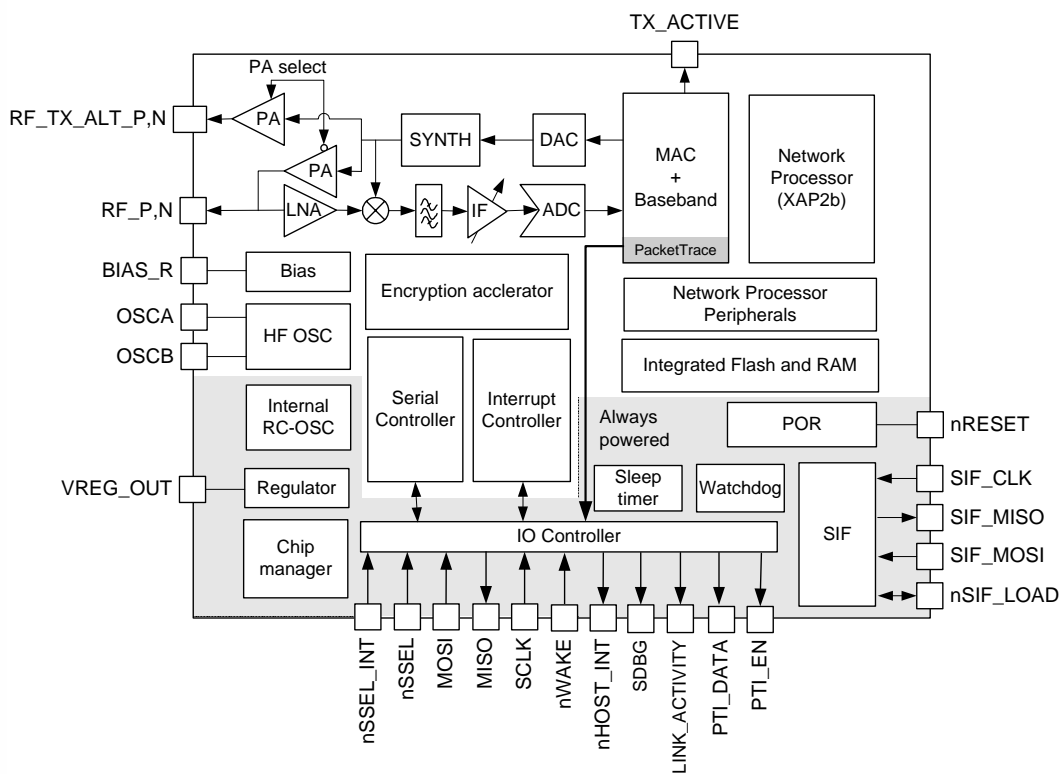 TX_ACTIVE
PA select
RF_TX_ALT_P,N
PA
SYNTH
DAC
MAC
+
Baseband
Network
Processor
(XAP2b)
PA
RF_P,N
LNA
IF
ADC
PacketTrace
BIAS_R
Bias
Encryption acclerator
Network Processor
Peripherals
OSCA
HF OSC
OSCB
Integrated Flash and RAM
Serial
Controller
Interrupt
Controller
Internal
RC-OSC
Always
powered
POR
nRESET
VREG_OUT
Regulator
Sleep
timer
Watchdog
SIF
SIF_CLK
SIF_MISO
SIF_MOSI
nSIF_LOAD
IO Controller
Chip
manager
nSSEL_INT
nSSEL
MOSI
MISO
SCLK
nWAKE
nHOST_INT
SDBG
LINK_ACTIVITY
PTI_DATA
PTI_EN